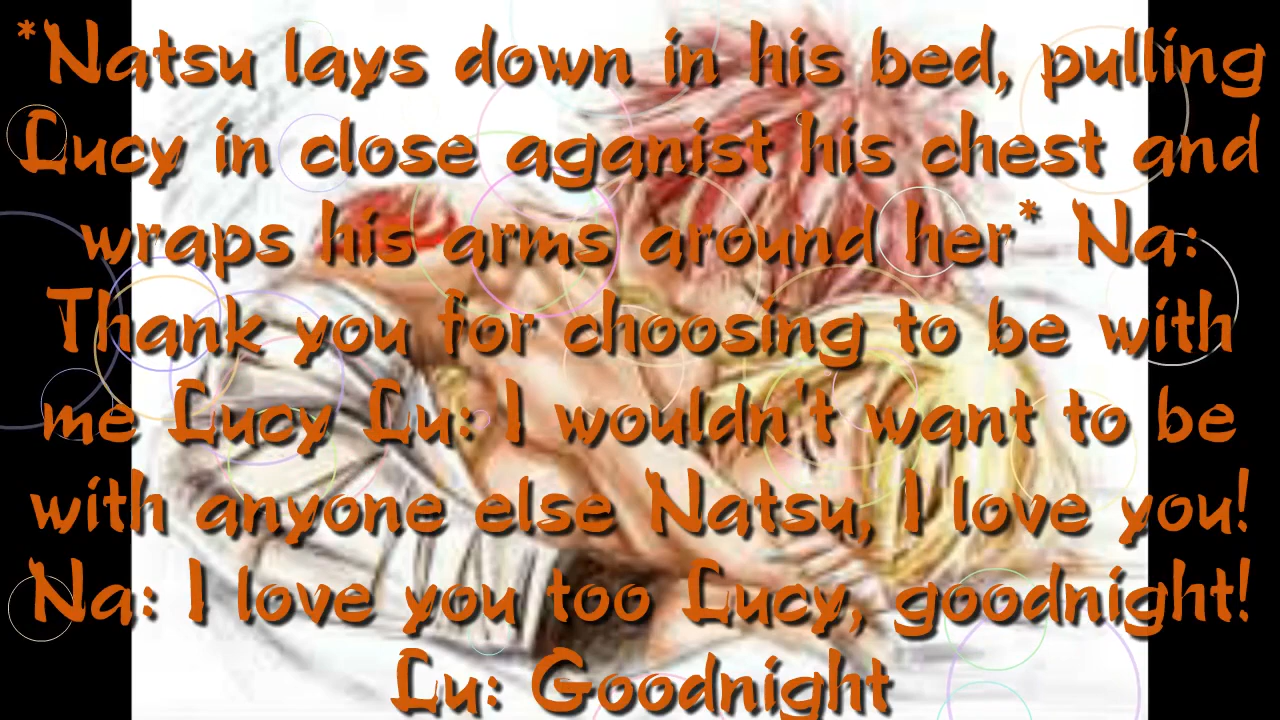 *Natsu lays down in his bed, pulling
Lucy in close aganist his chest and
wraps his arms around her* Na:
Thank you for choosing to be with
me Lucy Lu: I wouldn't want to be
with anyone else Natsu, I love you!
Na: I love you too Lucy, goodnight!
Lu: Goodnight